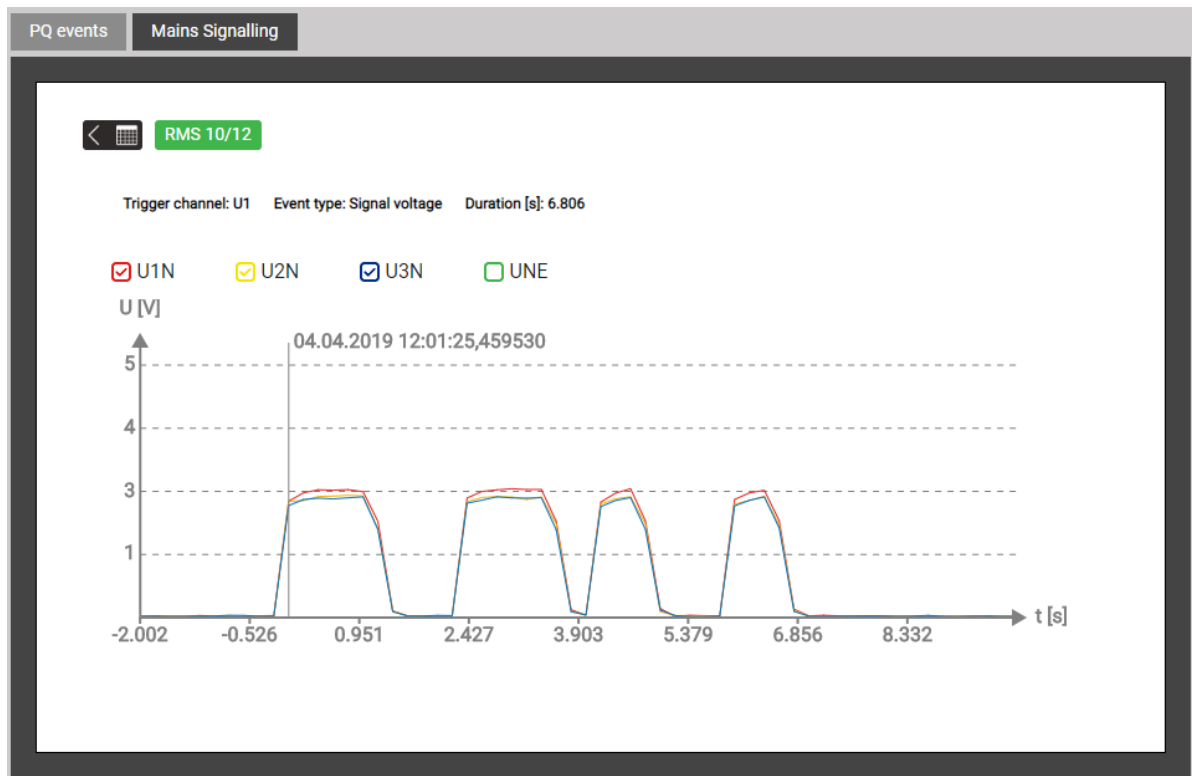 PQ events Mains Signalling
RMS 10/12
Trigger channel: U1 Event type: Signal voltage Duration [s]: 6.806
U1N U2N U3N UNE
U [V]
04.04.2019 12:01:25,459530
5
4
3
1
-2.002 -0.526 0.951 2.427 3.903 5.379 6.856 8.332 t [s]